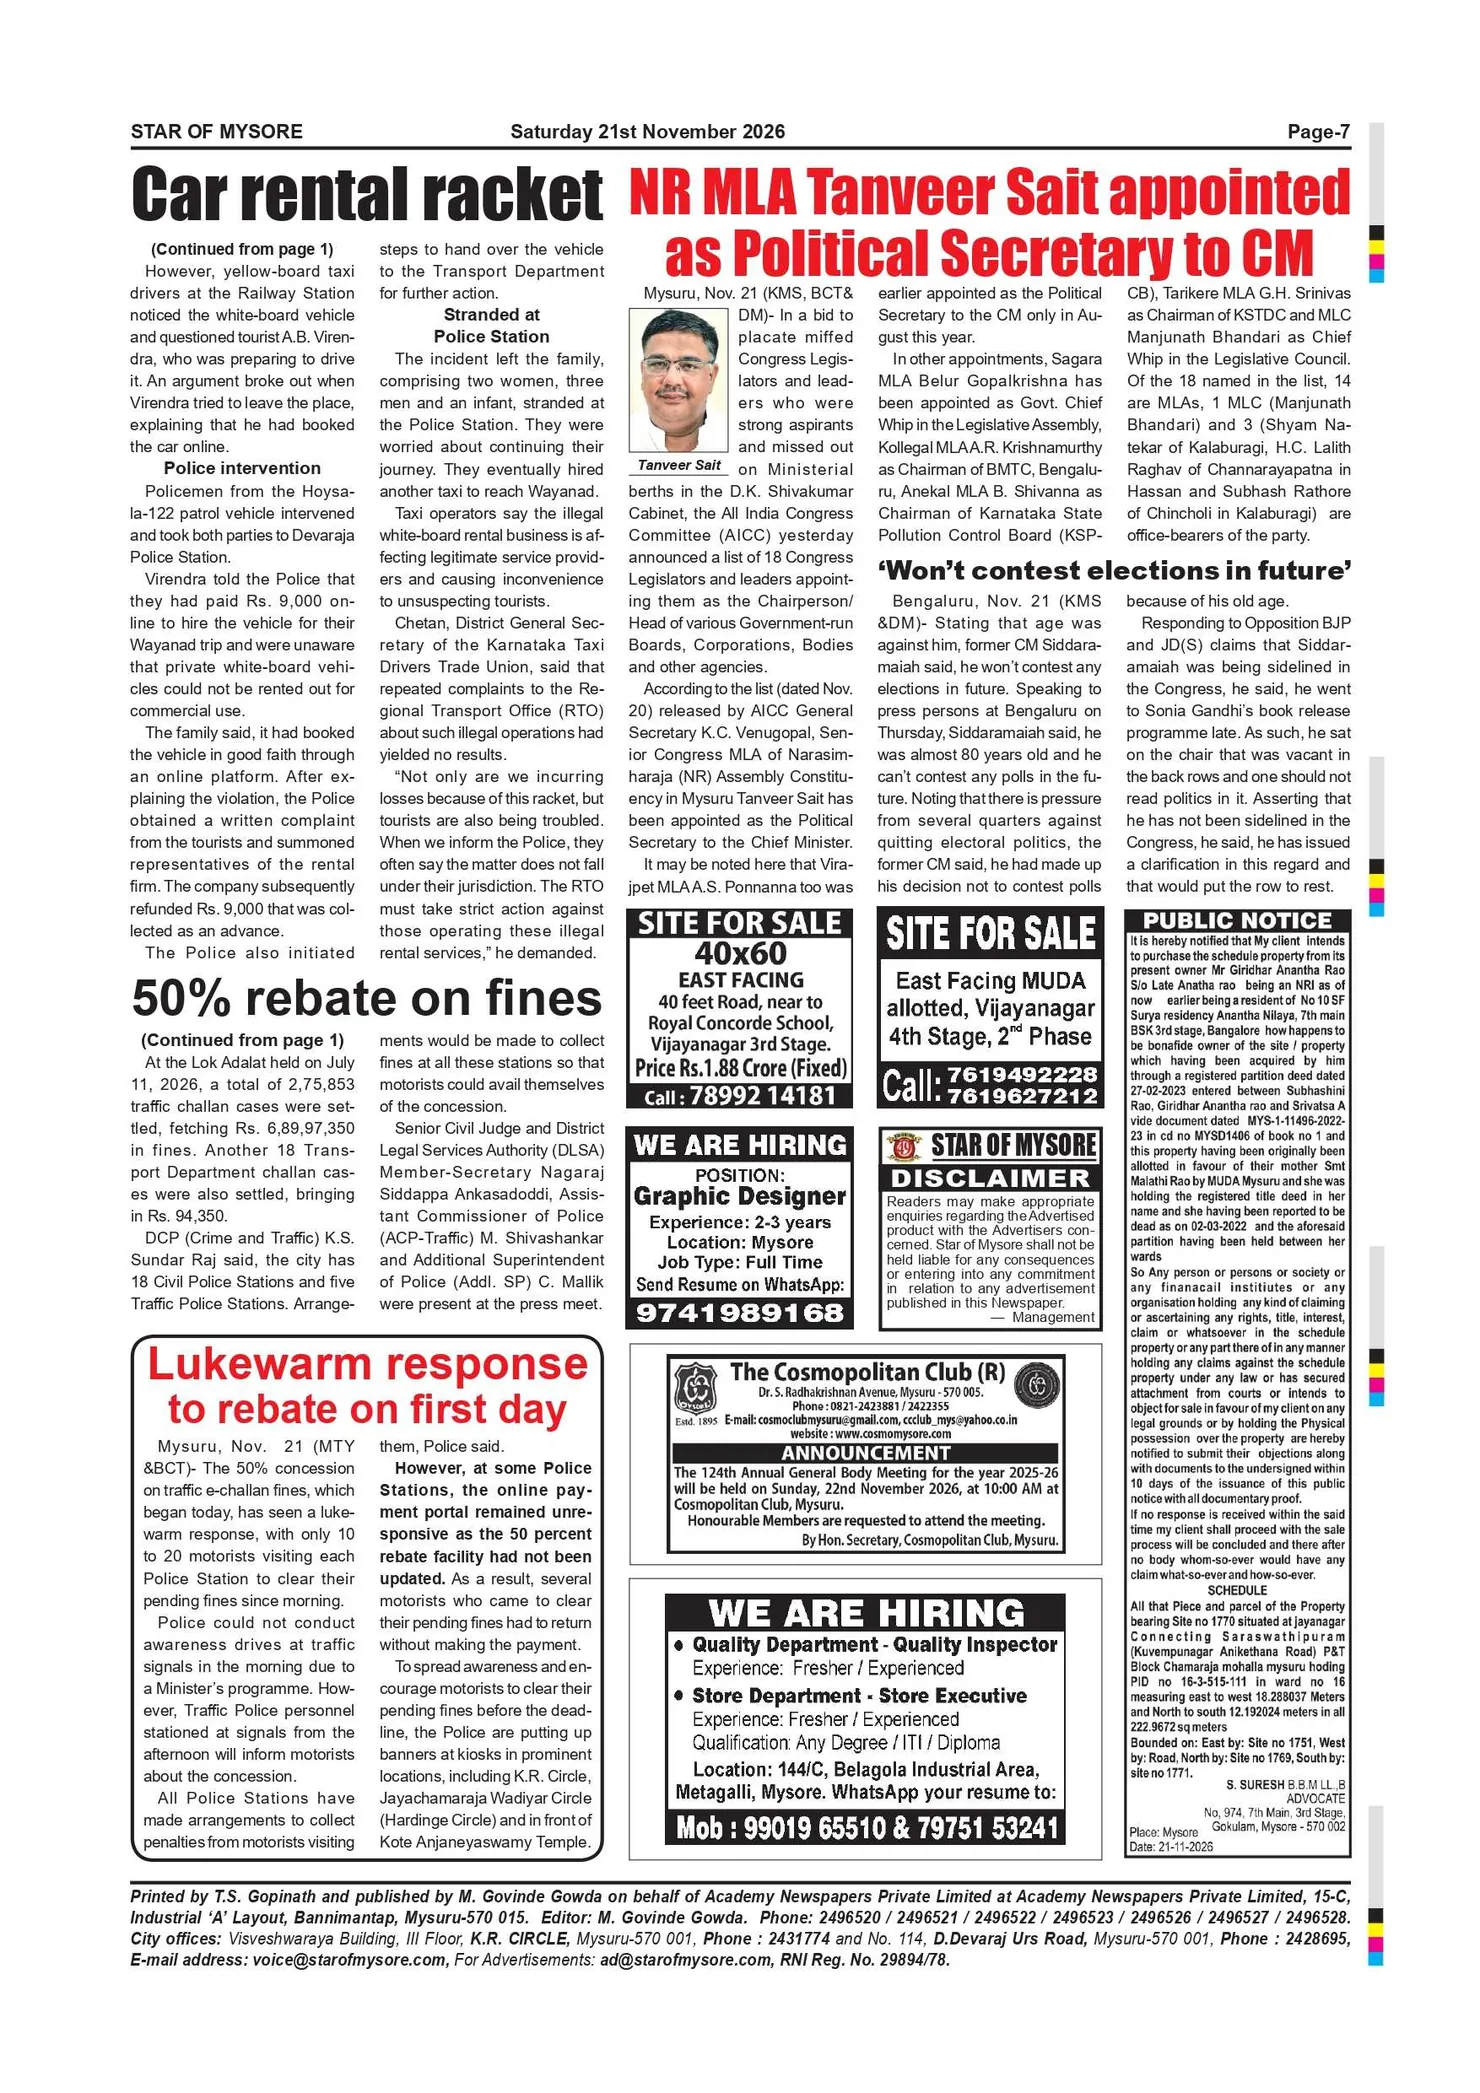 STAR OF MYSORE Saturday 21st November 2026 Page-7
Car rental racket
(Continued from page 1)
However, yellow-board taxi
drivers at the Railway Station
noticed the white-board vehicle
and questioned tourist A.B. Viren-
dra, who was preparing to drive
it. An argument broke out when
Virendra tried to leave the place,
explaining that he had booked
the car online.
Police intervention
Policemen from the Hoysa-
la-122 patrol vehicle intervened
and took both parties to Devaraja
Police Station.
Virendra told the Police that
they had paid Rs. 9,000 on-
line to hire the vehicle for their
Wayanad trip and were unaware
that private white-board vehi-
cles could not be rented out for
commercial use.
The family said, it had booked
the vehicle in good faith through
an online platform. After ex-
plaining the violation, the Police
obtained a written complaint
from the tourists and summoned
representatives of the rental
firm. The company subsequently
refunded Rs. 9,000 that was col-
lected as an advance.
The Police also initiated
steps to hand over the vehicle
to the Transport Department
for further action.
Stranded at
Police Station
The incident left the family,
comprising two women, three
men and an infant, stranded at
the Police Station. They were
worried about continuing their
journey. They eventually hired
another taxi to reach Wayanad.
Taxi operators say the illegal
white-board rental business is af-
fecting legitimate service provid-
ers and causing inconvenience
to unsuspecting tourists.
Chetan, District General Sec-
retary of the Karnataka Taxi
Drivers Trade Union, said that
repeated complaints to the Re-
gional Transport Office (RTO)
about such illegal operations had
yielded no results.
“Not only are we incurring
losses because of this racket, but
tourists are also being troubled.
When we inform the Police, they
often say the matter does not fall
under their jurisdiction. The RTO
must take strict action against
those operating these illegal
rental services,” he demanded.
NR MLA Tanveer Sait appointed
as Political Secretary to CM
Mysuru, Nov. 21 (KMS, BCT&
DM)- In a bid to
placate miffed
Congress Legis-
lators and lead-
ers who were
strong aspirants
and missed out
on Ministerial
Tanveer Sait
berths in the D.K. Shivakumar
Cabinet, the All India Congress
Committee (AICC) yesterday
announced a list of 18 Congress
Legislators and leaders appoint-
ing them as the Chairperson/
Head of various Government-run
Boards, Corporations, Bodies
and other agencies.
According to the list (dated Nov.
20) released by AICC General
Secretary K.C. Venugopal, Sen-
ior Congress MLA of Narasim-
haraja (NR) Assembly Constitu-
ency in Mysuru Tanveer Sait has
been appointed as the Political
Secretary to the Chief Minister.
It may be noted here that Vira-
jpet MLA A.S. Ponnanna too was
earlier appointed as the Political
Secretary to the CM only in Au-
gust this year.
In other appointments, Sagara
MLA Belur Gopalkrishna has
been appointed as Govt. Chief
Whip in the Legislative Assembly,
Kollegal MLA A.R. Krishnamurthy
as Chairman of BMTC, Bengalu-
ru, Anekal MLA B. Shivanna as
Chairman of Karnataka State
Pollution Control Board (KSP-
CB), Tarikere MLA G.H. Srinivas
as Chairman of KSTDC and MLC
Manjunath Bhandari as Chief
Whip in the Legislative Council.
Of the 18 named in the list, 14
are MLAs, 1 MLC (Manjunath
Bhandari) and 3 (Shyam Na-
tekar of Kalaburagi, H.C. Lalith
Raghav of Channarayapatna in
Hassan and Subhash Rathore
of Chincholi in Kalaburagi) are
office-bearers of the party.
‘Won’t contest elections in future’
Bengaluru, Nov. 21 (KMS
&DM)- Stating that age was
against him, former CM Siddara-
maiah said, he won’t contest any
elections in future. Speaking to
press persons at Bengaluru on
Thursday, Siddaramaiah said, he
was almost 80 years old and he
can’t contest any polls in the fu-
ture. Noting that there is pressure
from several quarters against
quitting electoral politics, the
former CM said, he had made up
his decision not to contest polls
because of his old age.
Responding to Opposition BJP
and JD(S) claims that Siddar-
amaiah was being sidelined in
the Congress, he said, he went
to Sonia Gandhi’s book release
programme late. As such, he sat
on the chair that was vacant in
the back rows and one should not
read politics in it. Asserting that
he has not been sidelined in the
Congress, he said, he has issued
a clarification in this regard and
that would put the row to rest.
50% rebate on fines
(Continued from page 1)
At the Lok Adalat held on July
11, 2026, a total of 2,75,853
traffic challan cases were set-
tled, fetching Rs. 6,89,97,350
in fines. Another 18 Trans-
port Department challan cas-
es were also settled, bringing
in Rs. 94,350.
DCP (Crime and Traffic) K.S.
Sundar Raj said, the city has
18 Civil Police Stations and five
Traffic Police Stations. Arrange-
ments would be made to collect
fines at all these stations so that
motorists could avail themselves
of the concession.
Senior Civil Judge and District
Legal Services Authority (DLSA)
Member-Secretary Nagaraj
Siddappa Ankasadoddi, Assis-
tant Commissioner of Police
(ACP-Traffic) M. Shivashankar
and Additional Superintendent
of Police (Addl. SP) C. Mallik
were present at the press meet.
Lukewarm response
to rebate on first day
Mysuru, Nov. 21 (MTY
&BCT)- The 50% concession
on traffic e-challan fines, which
began today, has seen a luke-
warm response, with only 10
to 20 motorists visiting each
Police Station to clear their
pending fines since morning.
Police could not conduct
awareness drives at traffic
signals in the morning due to
a Minister’s programme. How-
ever, Traffic Police personnel
stationed at signals from the
afternoon will inform motorists
about the concession.
All Police Stations have
made arrangements to collect
penalties from motorists visiting
them, Police said.
However, at some Police
Stations, the online pay-
ment portal remained unre-
sponsive as the 50 percent
rebate facility had not been
updated. As a result, several
motorists who came to clear
their pending fines had to return
without making the payment.
To spread awareness and en-
courage motorists to clear their
pending fines before the dead-
line, the Police are putting up
banners at kiosks in prominent
locations, including K.R. Circle,
Jayachamaraja Wadiyar Circle
(Hardinge Circle) and in front of
Kote Anjaneyaswamy Temple.
SITE FOR SALE
40x60
EAST FACING
40 feet Road, near to
Royal Concorde School,
Vijayanagar 3rd Stage.
Price Rs.1.88 Crore (Fixed)
Call : 78992 14181
SITE FOR SALE
East Facing MUDA
allotted, Vijayanagar
4th Stage, 2nd Phase
Call: 7619492228
7619627212
WE ARE HIRING
POSITION:
Graphic Designer
Experience: 2-3 years
Location: Mysore
Job Type: Full Time
Send Resume on WhatsApp:
9741989168
STAR OF MYSORE
DISCLAIMER
Readers may make appropriate
enquiries regarding the Advertised
product with the Advertisers con-
cerned. Star of Mysore shall not be
held liable for any consequences
or entering into any commitment
in relation to any advertisement
published in this Newspaper.
— Management
The Cosmopolitan Club (R)
Dr. S. Radhakrishnan Avenue, Mysuru - 570 005.
Phone : 0821-2423881 / 2422355
Estd. 1895 E-mail: cosmoclubmysuru@gmail.com, ccclub_mys@yahoo.co.in
website : www.cosmomysore.com
ANNOUNCEMENT
The 124th Annual General Body Meeting for the year 2025-26
will be held on Sunday, 22nd November 2026, at 10:00 AM at
Cosmopolitan Club, Mysuru.
Honourable Members are requested to attend the meeting.
By Hon. Secretary, Cosmopolitan Club, Mysuru.
WE ARE HIRING
• Quality Department - Quality Inspector
Experience: Fresher / Experienced
• Store Department - Store Executive
Experience: Fresher / Experienced
Qualification: Any Degree / ITI / Diploma
Location: 144/C, Belagola Industrial Area,
Metagalli, Mysore. WhatsApp your resume to:
Mob : 99019 65510 & 79751 53241
PUBLIC NOTICE
It is hereby notified that My client intends
to purchase the schedule property from its
present owner Mr Giridhar Anantha Rao
S/o Late Anatha rao being an NRI as of
now earlier being a resident of No 10 SF
Surya residency Anantha Nilaya, 7th main
BSK 3rd stage, Bangalore how happens to
be bonafide owner of the site / property
which having been acquired by him
through a registered partition deed dated
27-02-2023 entered between Subhashini
Rao, Giridhar Anantha rao and Srivatsa A
vide document dated MYS-1-11496-2022-
23 in cd no MYSD1406 of book no 1 and
this property having been originally been
allotted in favour of their mother Smt
Malathi Rao by MUDA Mysuru and she was
holding the registered title deed in her
name and she having been reported to be
dead as on 02-03-2022 and the aforesaid
partition having been held between her
wards
So Any person or persons or society or
any finanacail institiutes or any
organisation holding any kind of claiming
or ascertaining any rights, title, interest,
claim or whatsoever in the schedule
property or any part there of in any manner
holding any claims against the schedule
property under any law or has secured
attachment from courts or intends to
object for sale in favour of my client on any
legal grounds or by holding the Physical
possession over the property are hereby
notified to submit their objections along
with documents to the undersigned within
10 days of the issuance of this public
notice with all documentary proof.
If no response is received within the said
time my client shall proceed with the sale
process will be concluded and there after
no body whom-so-ever would have any
claim what-so-ever and how-so-ever.
SCHEDULE
All that Piece and parcel of the Property
bearing Site no 1770 situated at jayanagar
Connecting Saraswathipuram
(Kuvempunagar Anikethana Road) P&T
Block Chamaraja mohalla mysuru hoding
PID no 16-3-515-111 in ward no 16
measuring east to west 18.288037 Meters
and North to south 12.192024 meters in all
222.9672 sq meters
Bounded on: East by: Site no 1751, West
by: Road, North by: Site no 1769, South by:
site no 1771.
S. SURESH B.B.M LL.,B
ADVOCATE
No, 974, 7th Main, 3rd Stage,
Gokulam, Mysore - 570 002
Place: Mysore
Date: 21-11-2026
Printed by T.S. Gopinath and published by M. Govinde Gowda on behalf of Academy Newspapers Private Limited at Academy Newspapers Private Limited, 15-C,
Industrial ‘A’ Layout, Bannimantap, Mysuru-570 015. Editor: M. Govinde Gowda. Phone: 2496520 / 2496521 / 2496522 / 2496523 / 2496526 / 2496527 / 2496528.
City offices: Visveshwaraya Building, III Floor, K.R. CIRCLE, Mysuru-570 001, Phone : 2431774 and No. 114, D.Devaraj Urs Road, Mysuru-570 001, Phone : 2428695,
E-mail address: voice@starofmysore.com, For Advertisements: ad@starofmysore.com, RNI Reg. No. 29894/78.